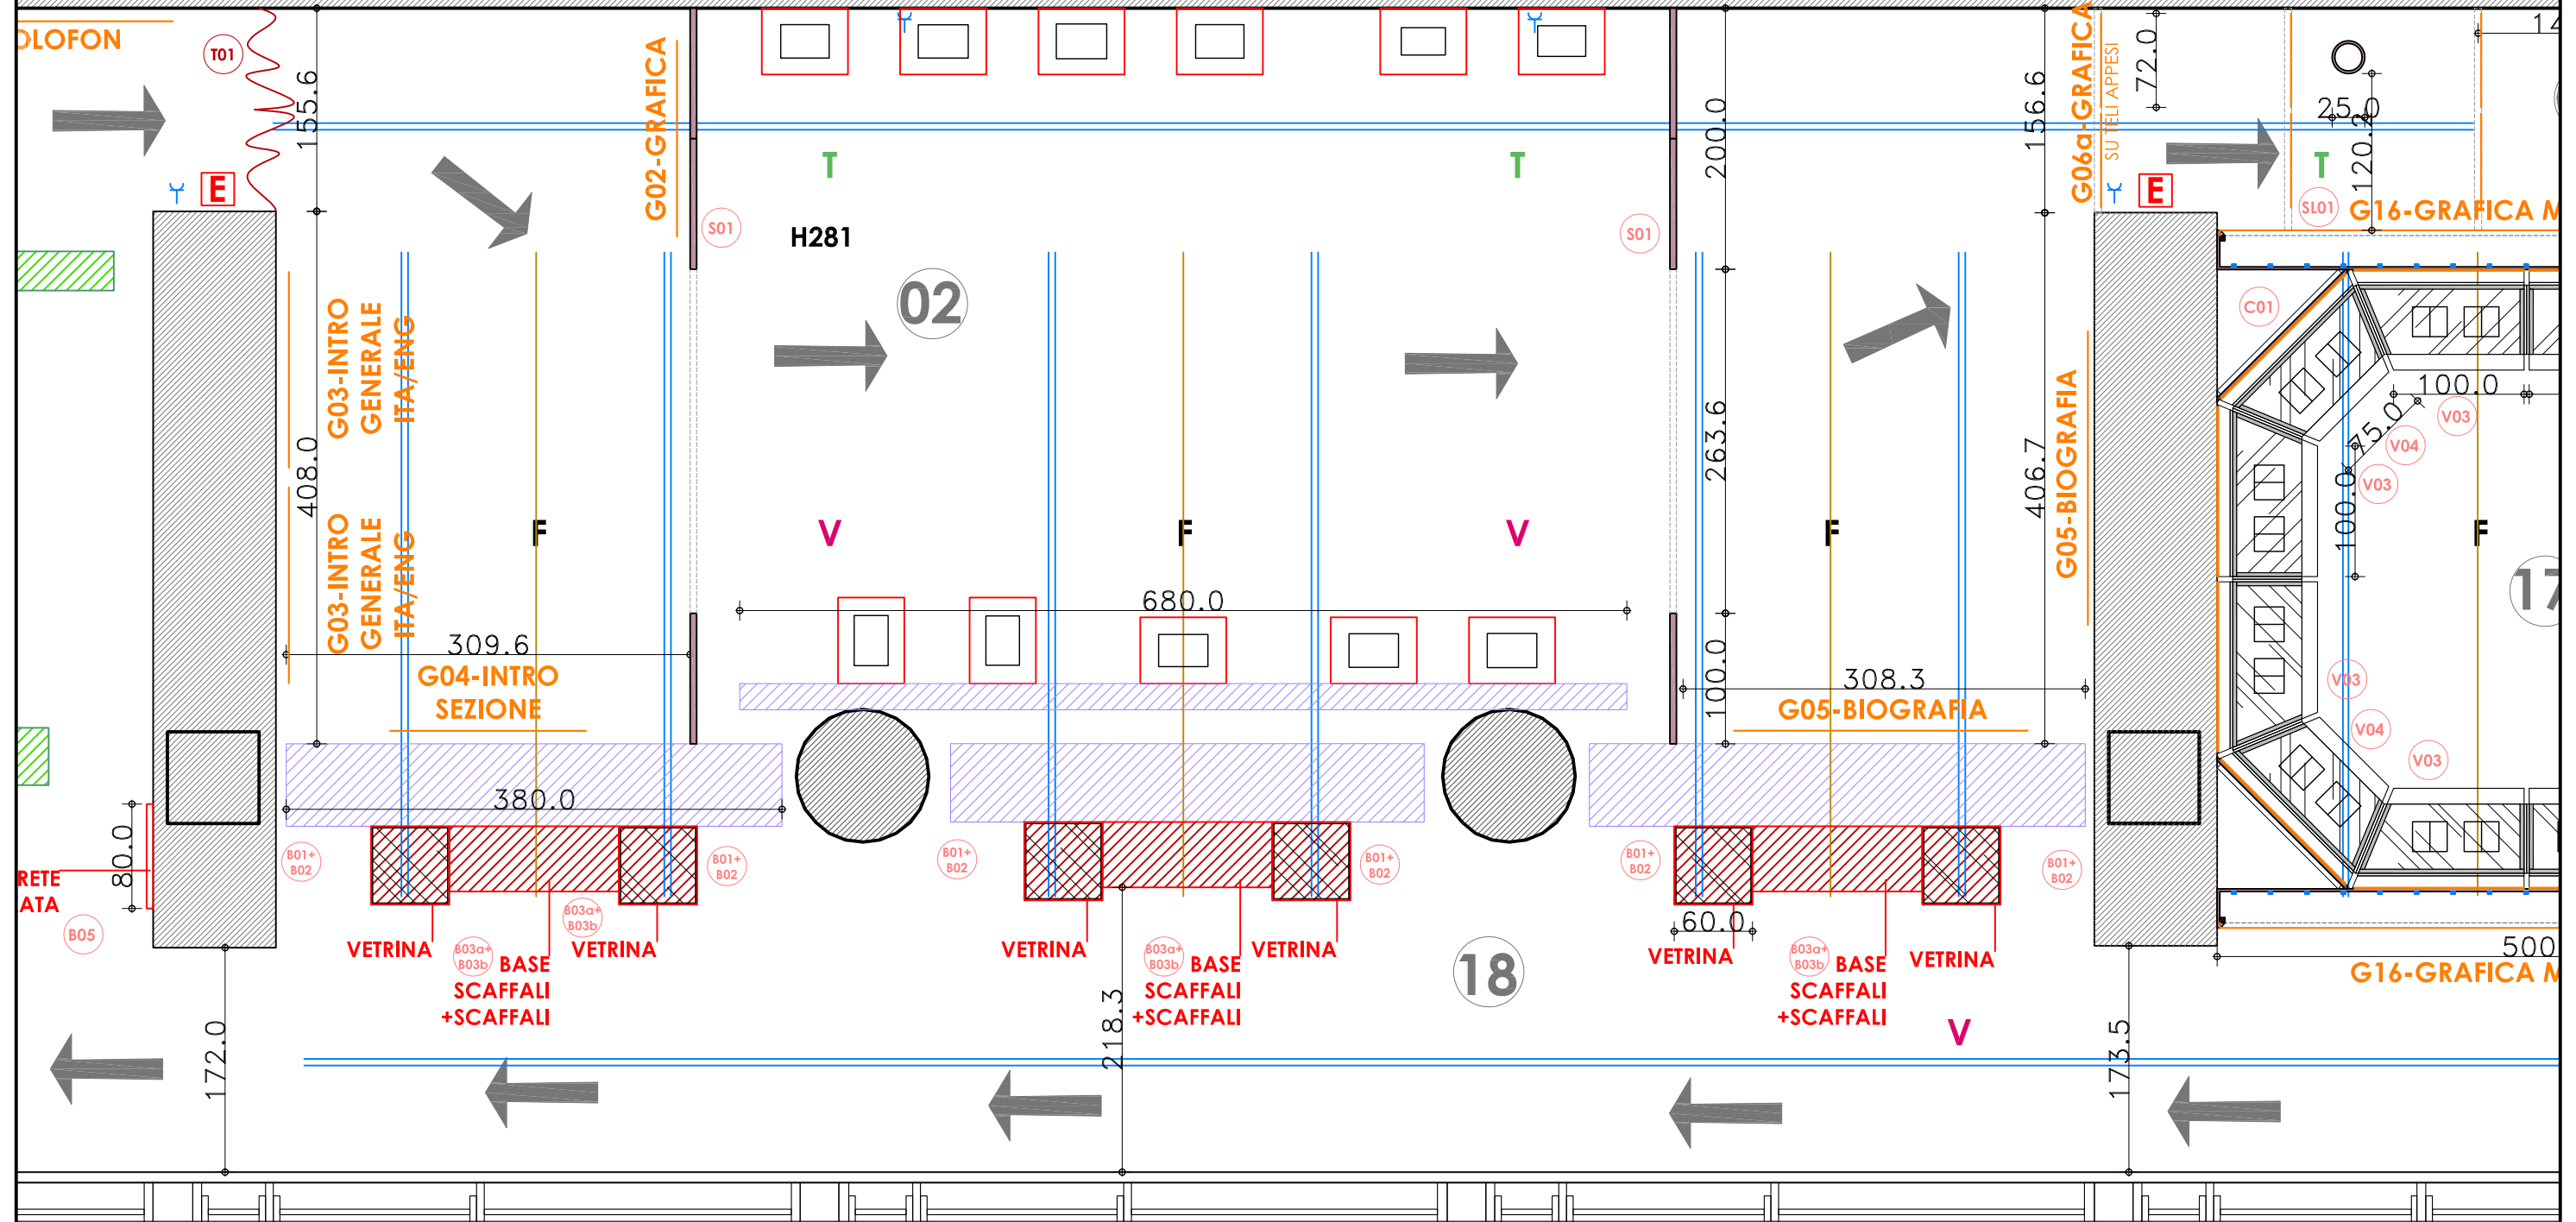 OLOFON
T01
155.6
E
G02-GRAFICA
S01
T
H281
02
T
S01
200.0
156.6
G06a-GRAFICA
SU TELI APPESI
72.0
E
25.0
120.2
T
SL01
G16-GRAFICA M
C01
G03-INTRO
GENERALE
ITA/ENG
408.0
G03-INTRO
GENERALE
ITA/ENG
F
V
F
V
263.6
F
406.7
G05-BIOGRAFIA
100.0
V03
75.0
V04
V03
100.0
F
17
309.6
G04-INTRO
SEZIONE
680.0
100.0
308.3
G05-BIOGRAFIA
V03
V04
V03
380.0
80.0
RETE
ATA
B05
B01+
B02
B01+
B02
B01+
B02
B01+
B02
B01+
B02
B01+
B02
VETRINA
B03a+
B03b
B03a+
B03b
VETRINA
BASE
SCAFFALI
+SCAFFALI
VETRINA
B03a+
B03b
VETRINA
BASE
SCAFFALI
+SCAFFALI
60.0
VETRINA
B03a+
B03b
VETRINA
BASE
SCAFFALI
+SCAFFALI
18
V
500
G16-GRAFICA M
172.0
218.3
173.5